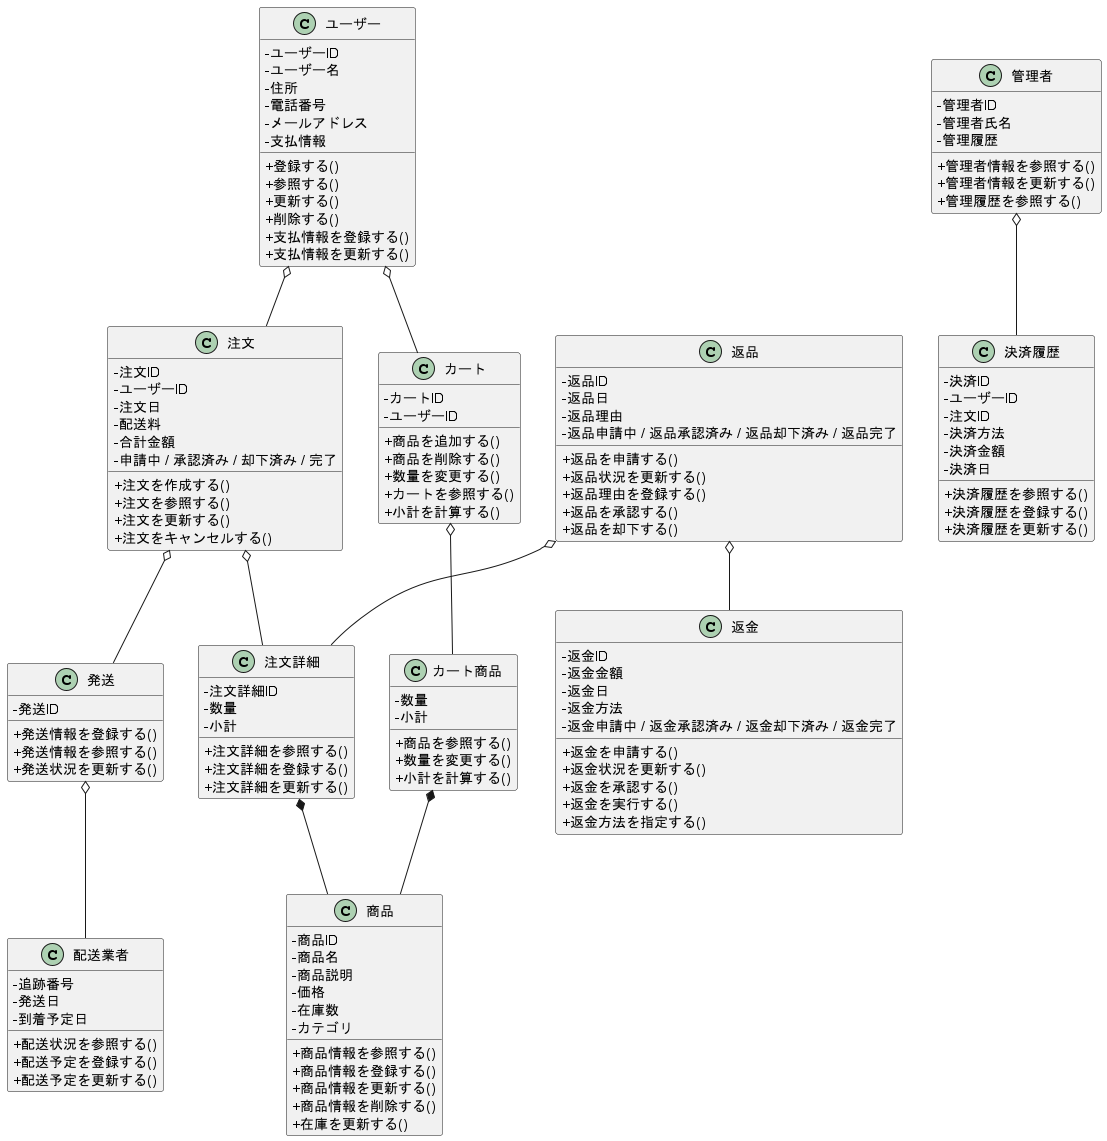 C ユーザー
-ユーザーID
-ユーザー名
-住所
-電話番号
-メールアドレス
-支払情報
+登録する()
+参照する()
+更新する()
+削除する()
+支払情報を登録する()
+支払情報を更新する()
C 管理者
-管理者ID
-管理者氏名
-管理履歴
+管理者情報を参照する()
+管理者情報を更新する()
+管理履歴を参照する()
C 注文
-注文ID
-ユーザーID
-注文日
-配送料
-合計金額
-申請中 / 承認済み / 却下済み / 完了
+注文を作成する()
+注文を参照する()
+注文を更新する()
+注文をキャンセルする()
C カート
-カートID
-ユーザーID
+商品を追加する()
+商品を削除する()
+数量を変更する()
+カートを参照する()
+小計を計算する()
C 返品
-返品ID
-返品日
-返品理由
-返品申請中 / 返品承認済み / 返品却下済み / 返品完了
+返品を申請する()
+返品状況を更新する()
+返品理由を登録する()
+返品を承認する()
+返品を却下する()
C 決済履歴
-決済ID
-ユーザーID
-注文ID
-決済方法
-決済金額
-決済日
+決済履歴を参照する()
+決済履歴を登録する()
+決済履歴を更新する()
C 発送
-発送ID
+発送情報を登録する()
+発送情報を参照する()
+発送状況を更新する()
C 注文詳細
-注文詳細ID
-数量
-小計
+注文詳細を参照する()
+注文詳細を登録する()
+注文詳細を更新する()
C カート商品
-数量
-小計
+商品を参照する()
+数量を変更する()
+小計を計算する()
C 返金
-返金ID
-返金金額
-返金日
-返金方法
-返金申請中 / 返金承認済み / 返金却下済み / 返金完了
+返金を申請する()
+返金状況を更新する()
+返金を承認する()
+返金を実行する()
+返金方法を指定する()
C 配送業者
-追跡番号
-発送日
-到着予定日
+配送状況を参照する()
+配送予定を登録する()
+配送予定を更新する()
C 商品
-商品ID
-商品名
-商品説明
-価格
-在庫数
-カテゴリ
+商品情報を参照する()
+商品情報を登録する()
+商品情報を更新する()
+商品情報を削除する()
+在庫を更新する()